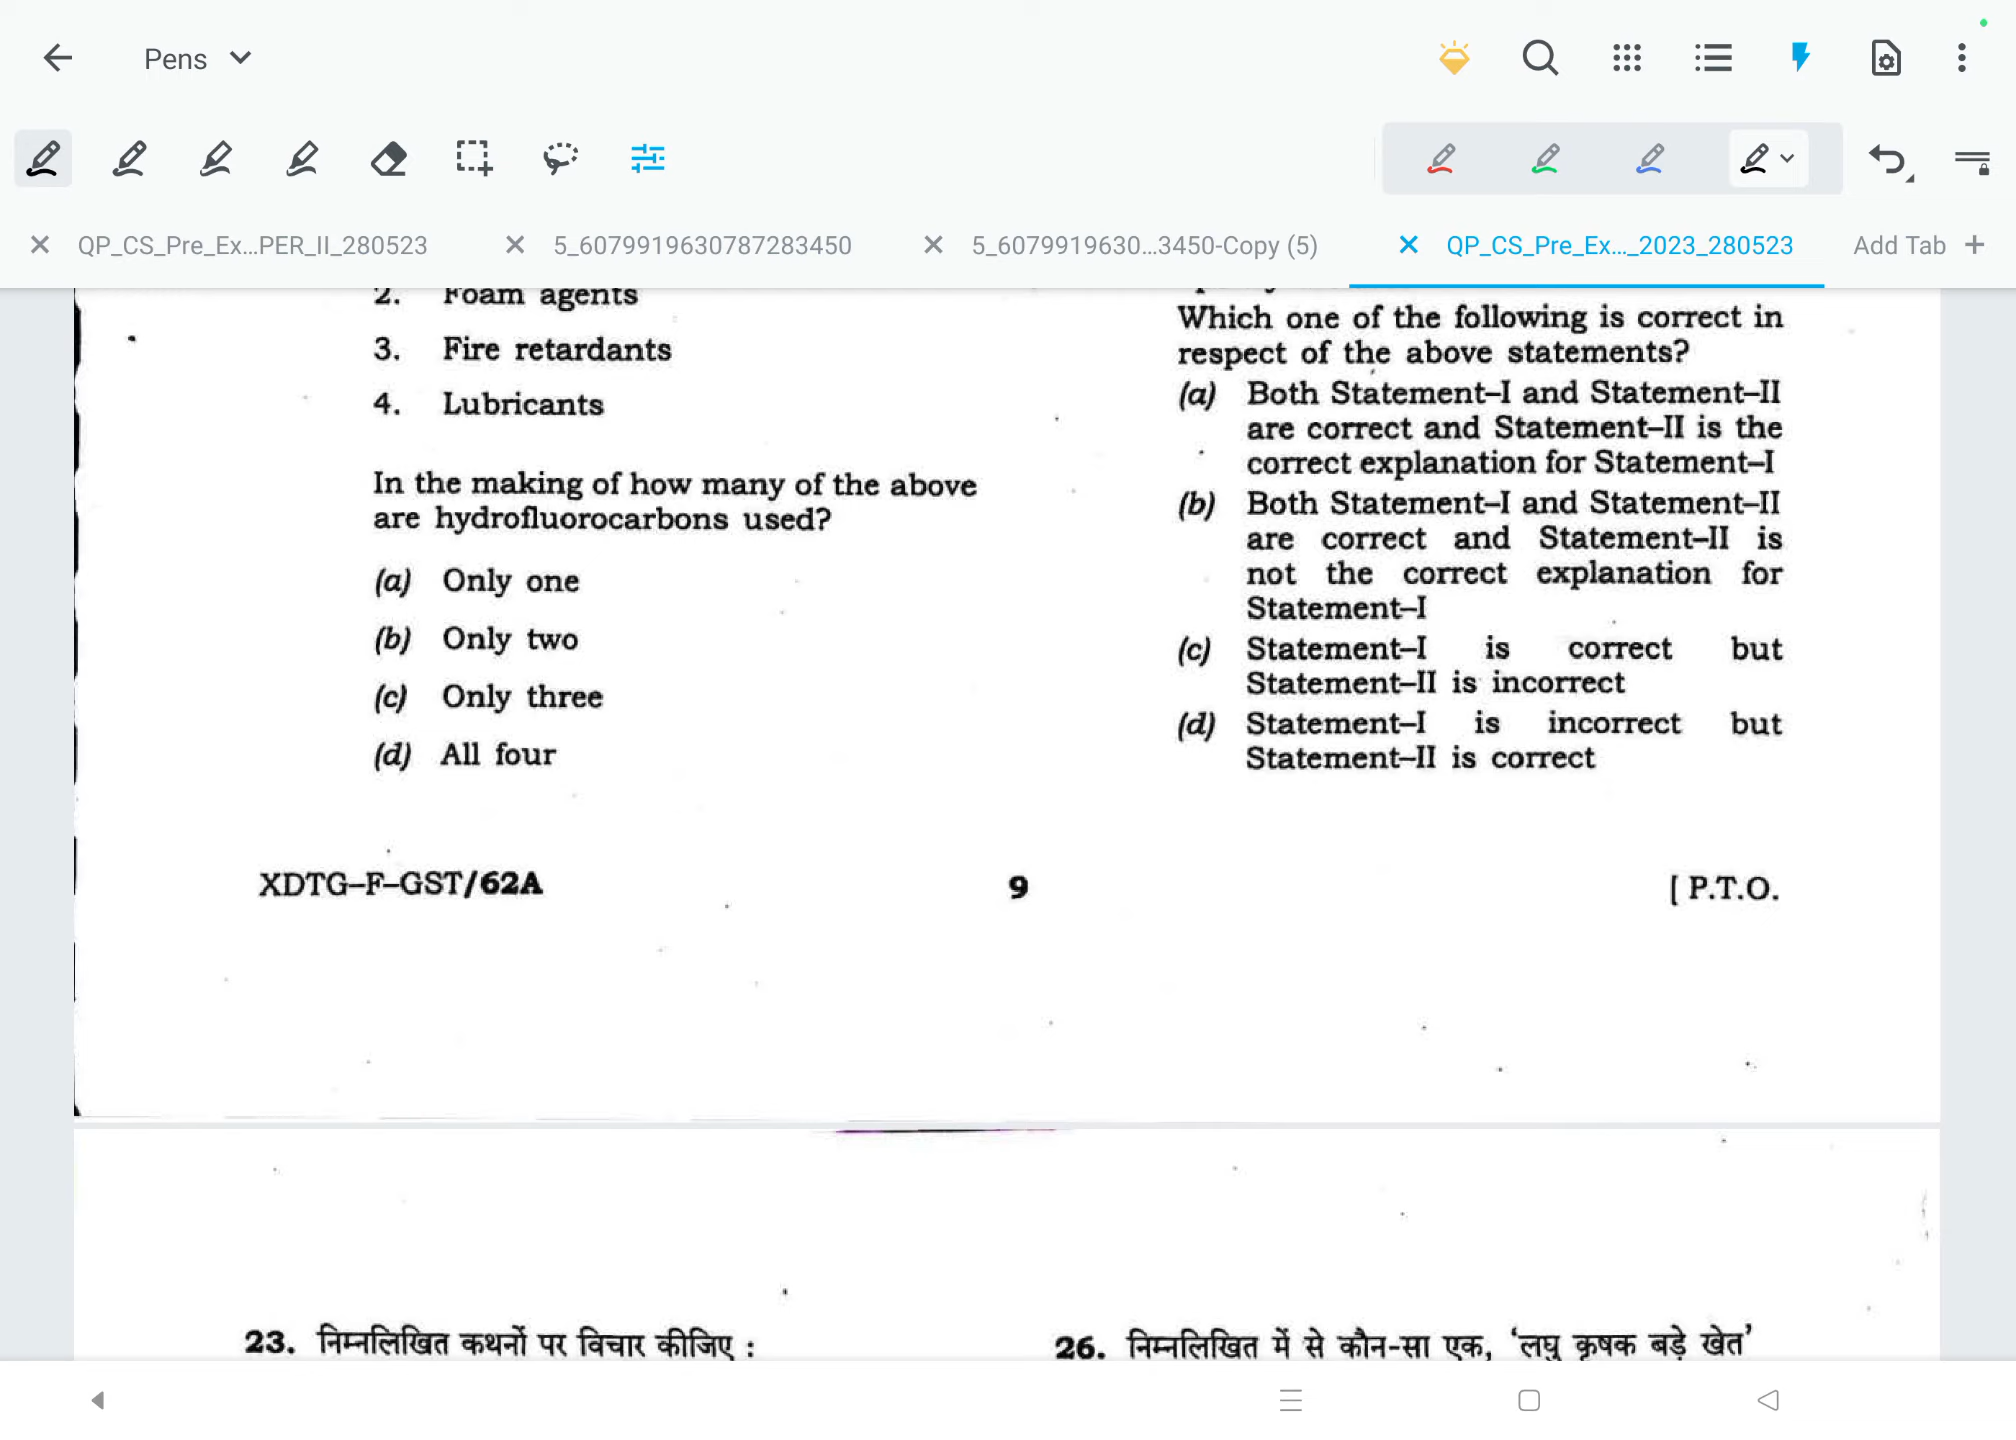 Pens
QP_CS_Pre_Ex...PER_II_280523
5_6079919630787283450
5_6079919630...3450-Copy (5)
QP_CS_Pre_Ex..._2023_280523
Add Tab +
2. Foam agents
3. Fire retardants
4. Lubricants
In the making of how many of the above
are hydrofluorocarbons used?
(a) Only one
(b) Only two
(c) Only three
(d) All four
Which one of the following is correct in
respect of the above statements?
(a) Both Statement–I and Statement–II
are correct and Statement–II is the
correct explanation for Statement–I
(b) Both Statement–I and Statement–II
are correct and Statement–II is
not the correct explanation for
Statement–I
(c) Statement–I is correct but
Statement–II is incorrect
(d) Statement–I is incorrect but
Statement–II is correct
XDTG–F–GST/62A
9
[ P.T.O.
23. निम्नलिखित कथनों पर विचार कीजिए :
26. निम्नलिखित में से कौन-सा एक, ‘लघु कृषक बड़े खेत’